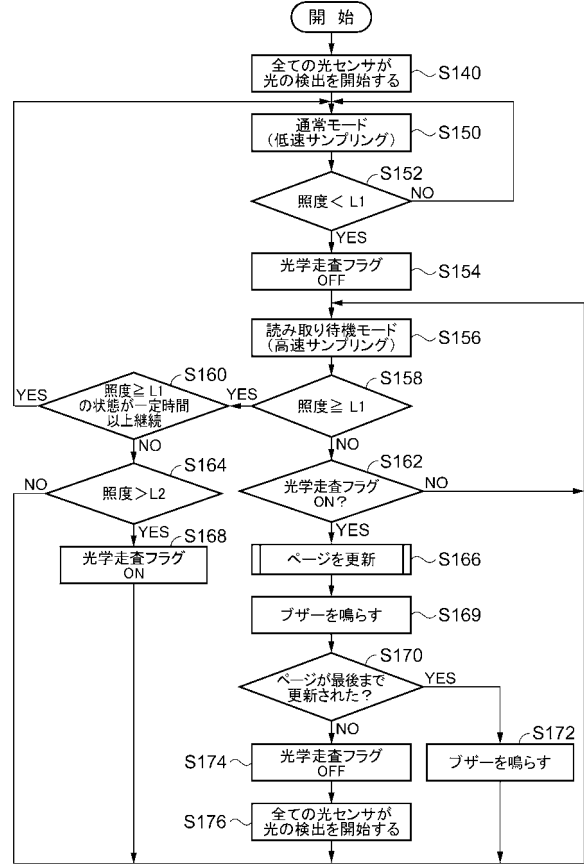 開始
全ての光センサが
光の検出を開始する
S140
通常モード
(低速サンプリング)
S150
S152
照度＜L1
NO
YES
光学走査フラグ
OFF
S154
読み取り待機モード
(高速サンプリング)
S156
S158
照度≧L1
YES
NO
S160
照度≧L1
の状態が一定時間
以上継続
YES
NO
S162
光学走査フラグ
ON？
NO
YES
S164
照度＞L2
NO
YES
S168
光学走査フラグ
ON
ページを更新
S166
ブザーを鳴らす
S169
S170
ページが最後まで
更新された？
YES
NO
S172
ブザーを鳴らす
S174
光学走査フラグ
OFF
S176
全ての光センサが
光の検出を開始する